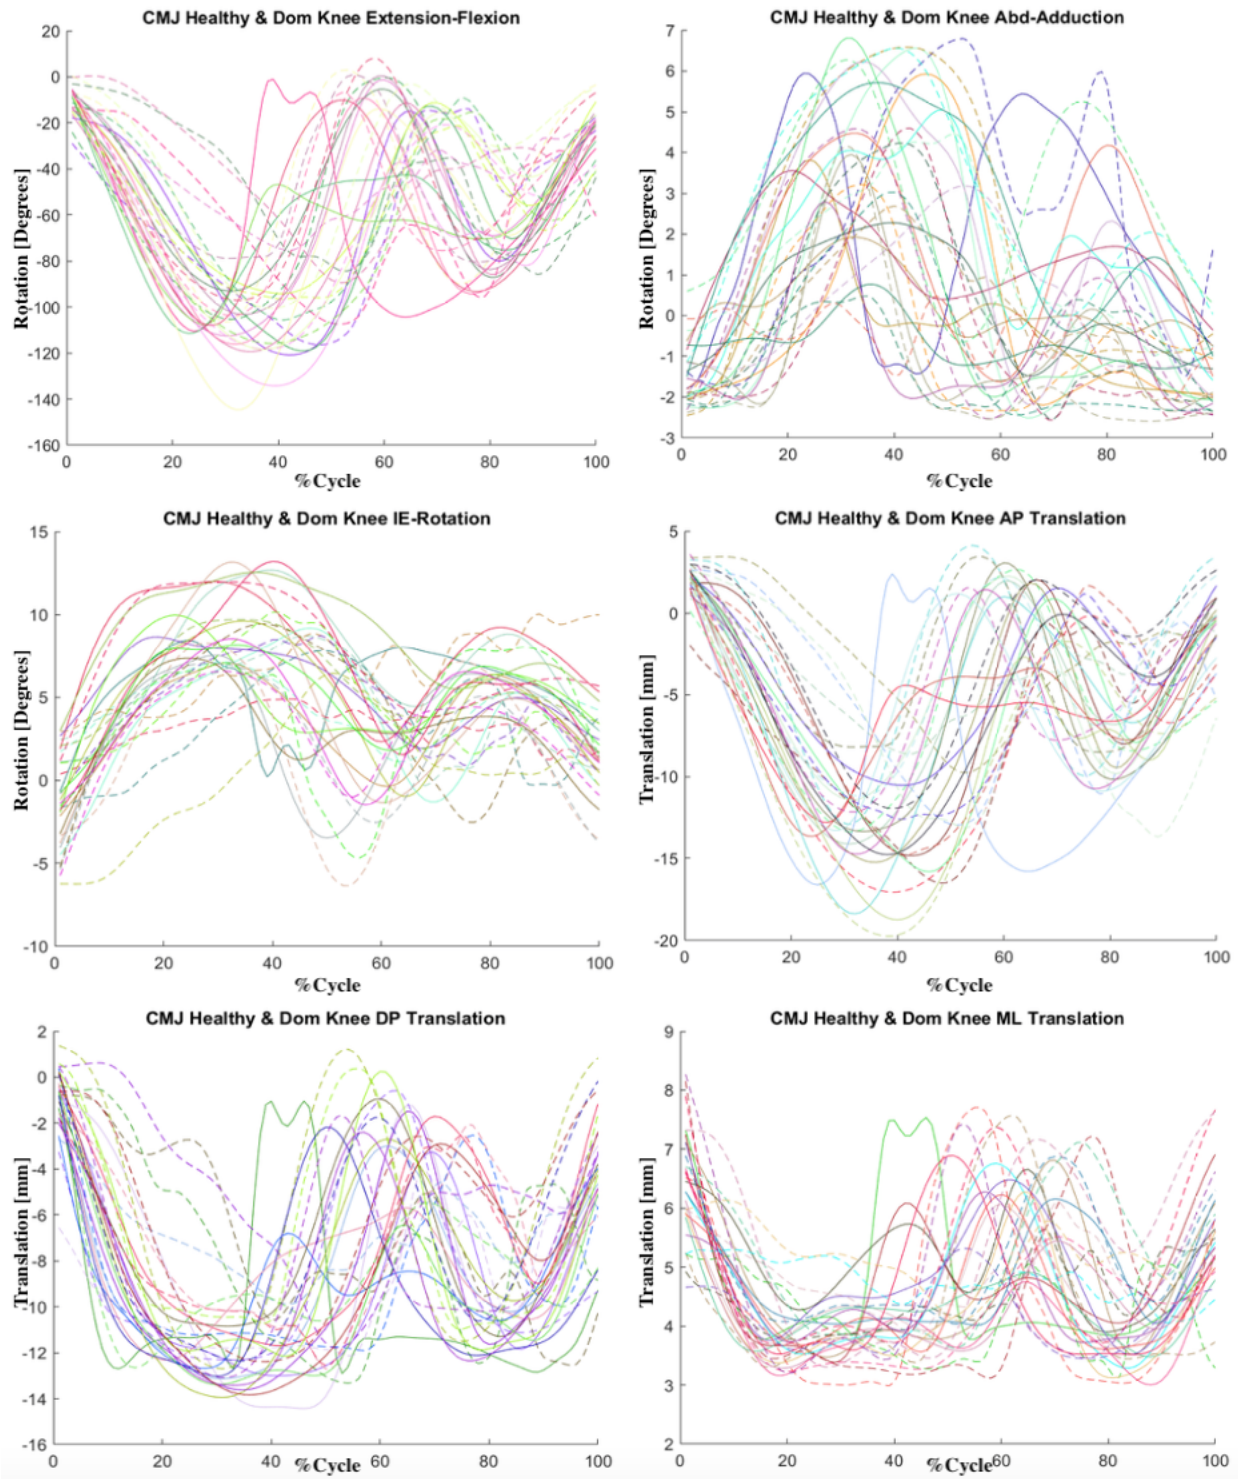 CMJ Healthy & Dom Knee Extension-Flexion
20
0
-20
-40
-60
-80
-100
-120
-140
-160
Rotation [Degrees]
0 20 40 60 80 100
%Cycle
CMJ Healthy & Dom Knee Abd-Adduction
7
6
5
4
3
2
1
0
-1
-2
-3
Rotation [Degrees]
0 20 40 60 80 100
%Cycle
CMJ Healthy & Dom Knee IE-Rotation
15
10
5
0
-5
-10
Rotation [Degrees]
0 20 40 60 80 100
%Cycle
CMJ Healthy & Dom Knee AP Translation
5
0
-5
-10
-15
-20
Translation [mm]
0 20 40 60 80 100
%Cycle
CMJ Healthy & Dom Knee DP Translation
2
0
-2
-4
-6
-8
-10
-12
-14
-16
Translation [mm]
0 20 40 60 80 100
%Cycle
CMJ Healthy & Dom Knee ML Translation
9
8
7
6
5
4
3
2
Translation [mm]
0 20 40 60 80 100
%Cycle